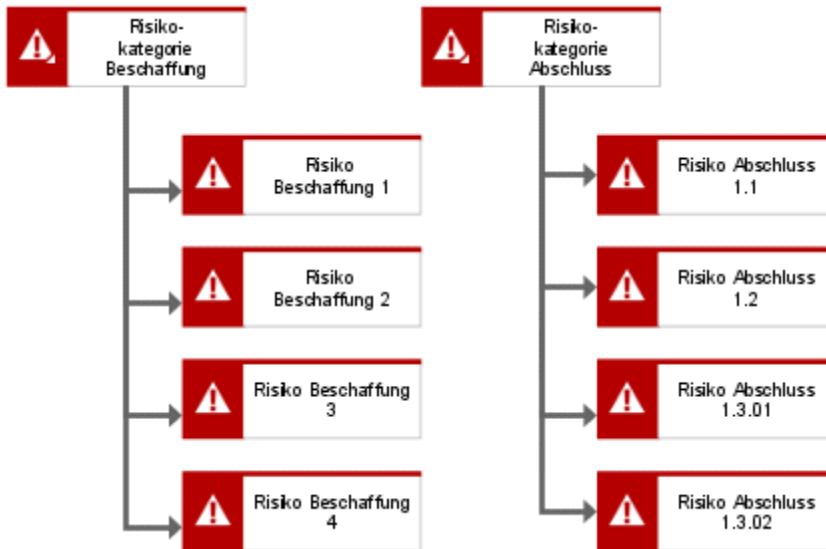 Risiko-
kategorie
Beschaffung
Risiko
Beschaffung 1
Risiko
Beschaffung 2
Risiko Beschaffung
3
Risiko Beschaffung
4
Risiko-
kategorie
Abschluss
Risiko Abschluss
1.1
Risiko Abschluss
1.2
Risiko Abschluss
1.3.01
Risiko Abschluss
1.3.02